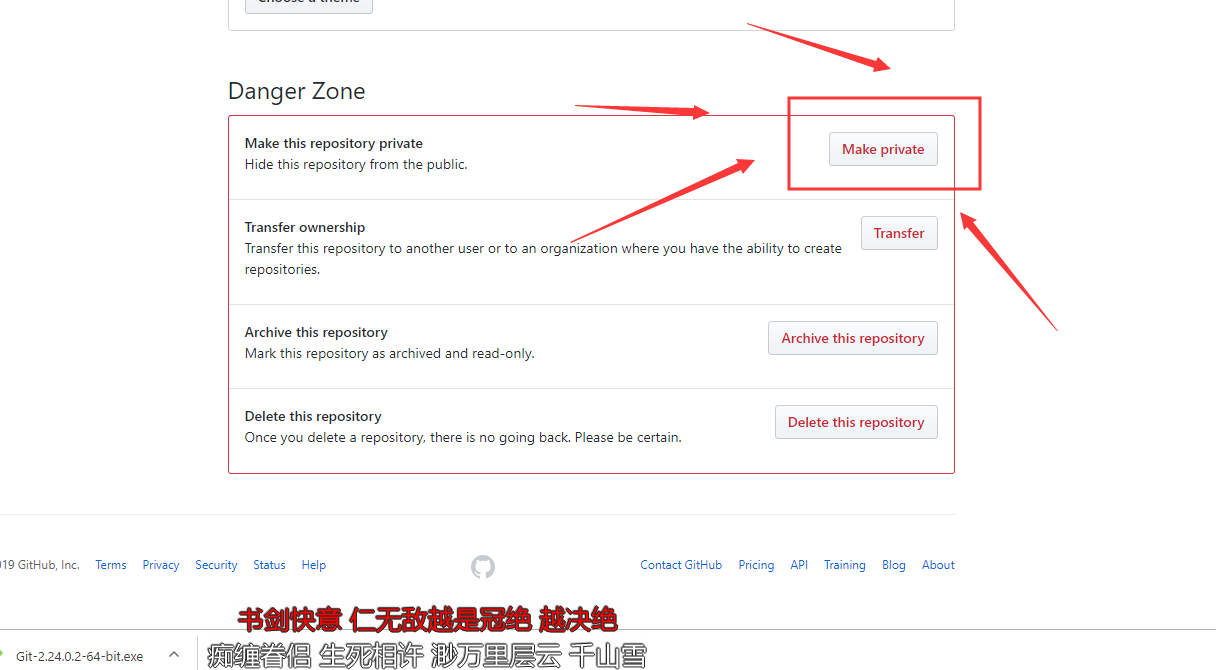 Choose a theme
Danger Zone
Make this repository private
Hide this repository from the public.
Make private
Transfer ownership
Transfer this repository to another user or to an organization where you have the ability to create
repositories.
Transfer
Archive this repository
Mark this repository as archived and read-only.
Archive this repository
Delete this repository
Once you delete a repository, there is no going back. Please be certain.
Delete this repository
19 GitHub, Inc. Terms Privacy Security Status Help Contact GitHub Pricing API Training Blog About
书剑快意 仁无敌越是冠绝 越决绝
Git-2.24.0.2-64-bit.exe
痴缠眷侣 生死相许 渺万里层云 千山雪